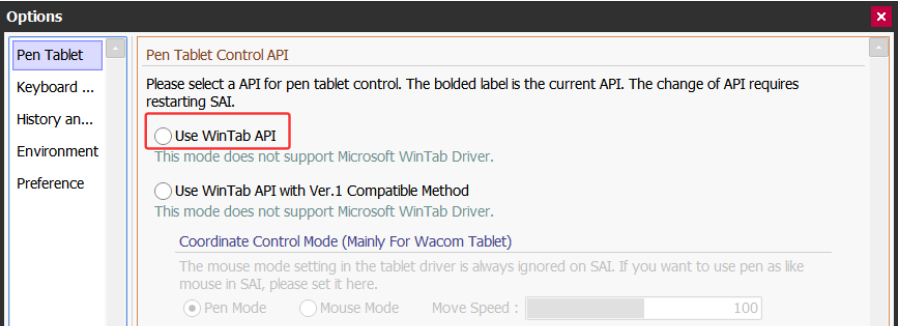 Options
Pen Tablet
Keyboard ...
History an...
Environment
Preference
Pen Tablet Control API
Please select a API for pen tablet control. The bolded label is the current API. The change of API requires
restarting SAI.
Use WinTab API
This mode does not support Microsoft WinTab Driver.
Use WinTab API with Ver.1 Compatible Method
This mode does not support Microsoft WinTab Driver.
Coordinate Control Mode (Mainly For Wacom Tablet)
The mouse mode setting in the tablet driver is always ignored on SAI. If you want to use pen as like
mouse in SAI, please set it here.
Pen Mode Mouse Mode Move Speed : 100